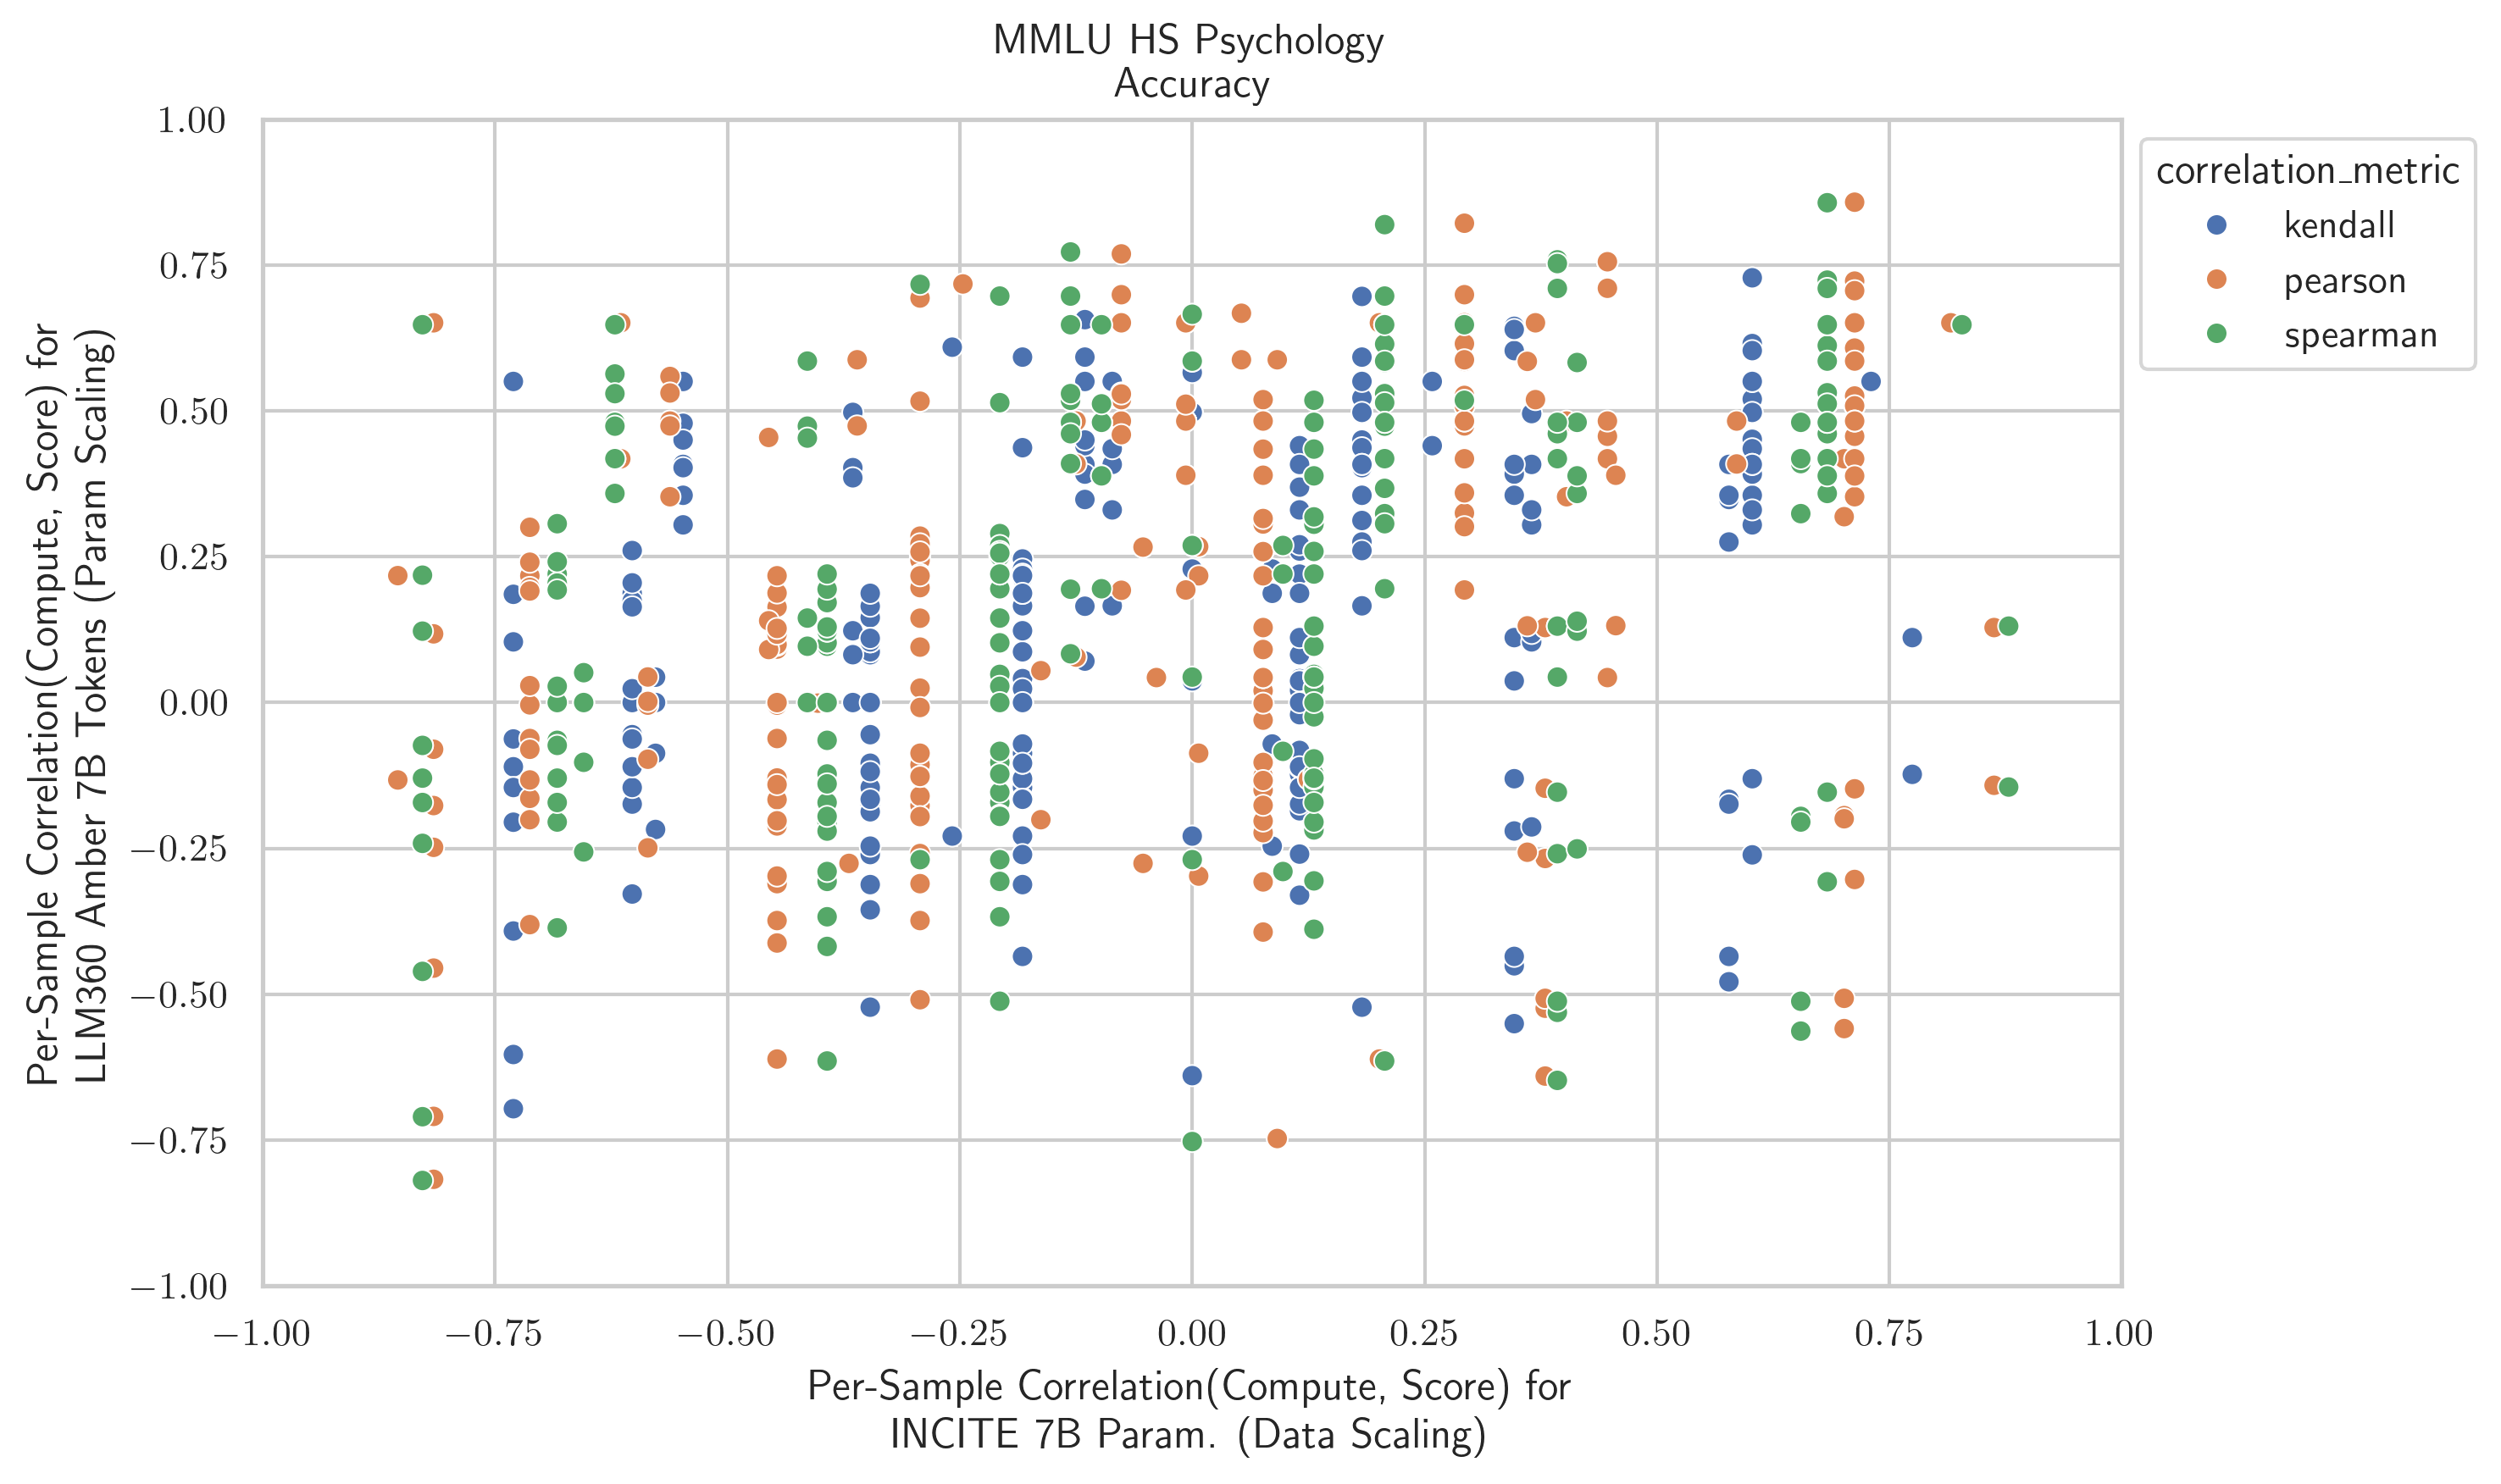 MMLU HS Psychology
Accuracy
Per-Sample Correlation(Compute, Score) for
LLM360 Amber 7B Tokens (Param Scaling)
1.00
0.75
0.50
0.25
0.00
−0.25
−0.50
−0.75
−1.00
−1.00
−0.75
−0.50
−0.25
0.00
0.25
0.50
0.75
1.00
Per-Sample Correlation(Compute, Score) for
INCITE 7B Param. (Data Scaling)
correlation_metric
kendall
pearson
spearman